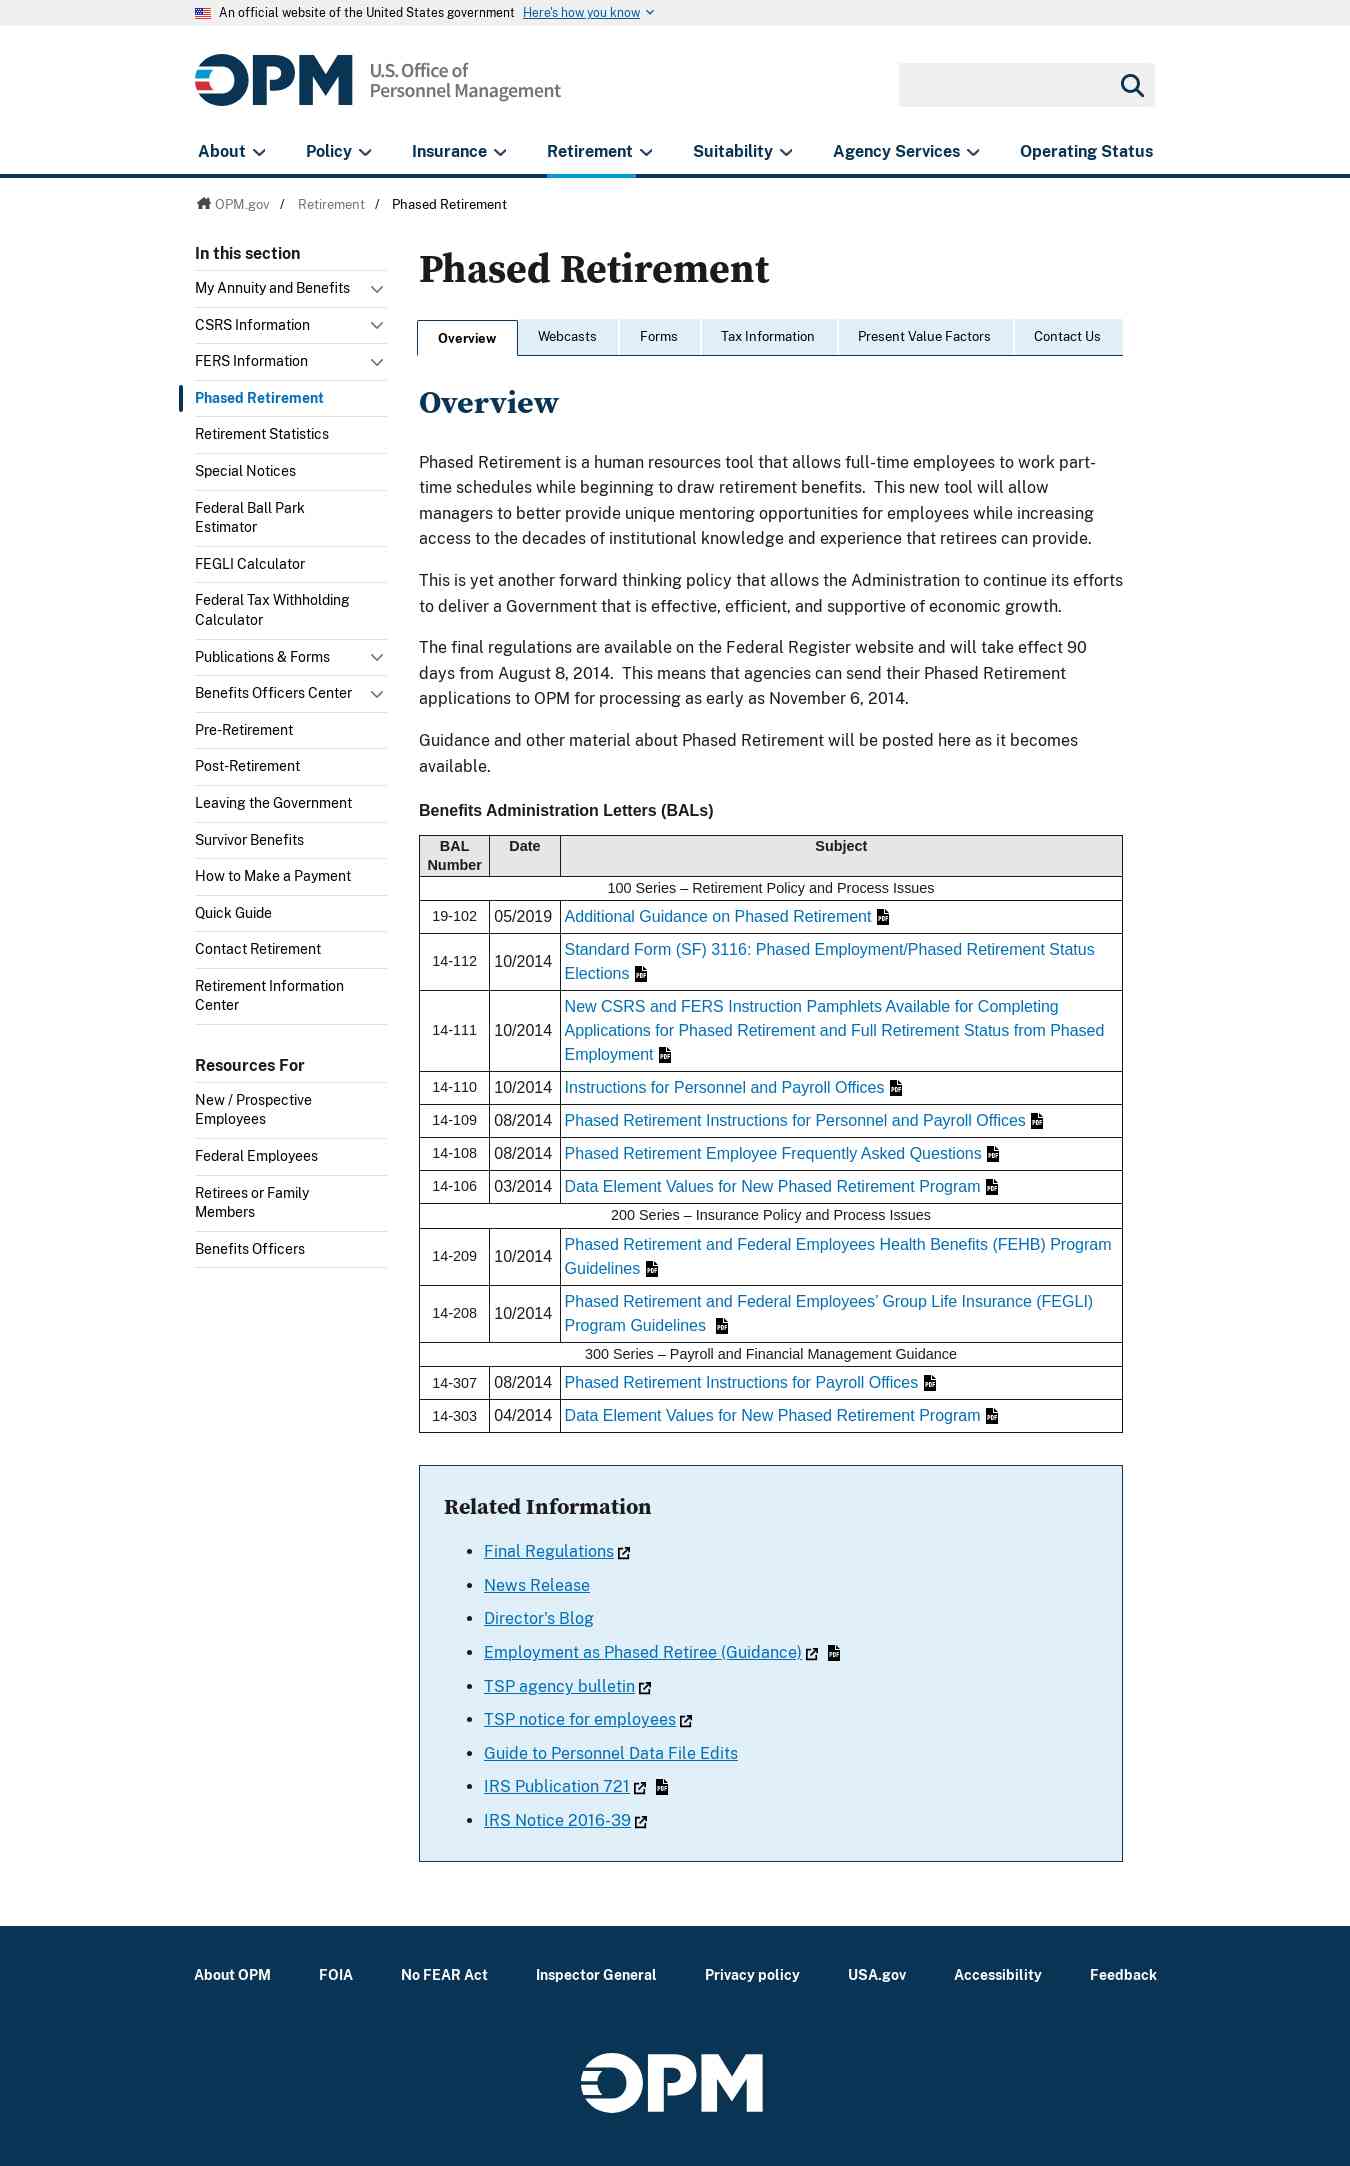 An official website of the United States government Here's how you know
OPM U.S. Office of
Personnel Management
About Policy Insurance Retirement Suitability Agency Services Operating Status
OPM.gov / Retirement / Phased Retirement
In this section
My Annuity and Benefits
CSRS Information
FERS Information
Phased Retirement
Retirement Statistics
Special Notices
Federal Ball Park
Estimator
FEGLI Calculator
Federal Tax Withholding
Calculator
Publications & Forms
Benefits Officers Center
Pre-Retirement
Post-Retirement
Leaving the Government
Survivor Benefits
How to Make a Payment
Quick Guide
Contact Retirement
Retirement Information
Center
Resources For
New / Prospective
Employees
Federal Employees
Retirees or Family
Members
Benefits Officers
Phased Retirement
Overview Webcasts Forms Tax Information Present Value Factors Contact Us
Overview
Phased Retirement is a human resources tool that allows full-time employees to work part-
time schedules while beginning to draw retirement benefits.  This new tool will allow
managers to better provide unique mentoring opportunities for employees while increasing
access to the decades of institutional knowledge and experience that retirees can provide.
This is yet another forward thinking policy that allows the Administration to continue its efforts
to deliver a Government that is effective, efficient, and supportive of economic growth.
The final regulations are available on the Federal Register website and will take effect 90
days from August 8, 2014.  This means that agencies can send their Phased Retirement
applications to OPM for processing as early as November 6, 2014.
Guidance and other material about Phased Retirement will be posted here as it becomes
available.
Benefits Administration Letters (BALs)
BAL Date Subject
Number
100 Series – Retirement Policy and Process Issues
19-102 05/2019 Additional Guidance on Phased Retirement PDF
14-112 10/2014 Standard Form (SF) 3116: Phased Employment/Phased Retirement Status
Elections PDF
14-111 10/2014 New CSRS and FERS Instruction Pamphlets Available for Completing
Applications for Phased Retirement and Full Retirement Status from Phased
Employment PDF
14-110 10/2014 Instructions for Personnel and Payroll Offices PDF
14-109 08/2014 Phased Retirement Instructions for Personnel and Payroll Offices PDF
14-108 08/2014 Phased Retirement Employee Frequently Asked Questions PDF
14-106 03/2014 Data Element Values for New Phased Retirement Program PDF
200 Series – Insurance Policy and Process Issues
14-209 10/2014 Phased Retirement and Federal Employees Health Benefits (FEHB) Program
Guidelines PDF
14-208 10/2014 Phased Retirement and Federal Employees’ Group Life Insurance (FEGLI)
Program Guidelines PDF
300 Series – Payroll and Financial Management Guidance
14-307 08/2014 Phased Retirement Instructions for Payroll Offices PDF
14-303 04/2014 Data Element Values for New Phased Retirement Program PDF
Related Information
• Final Regulations
• News Release
• Director's Blog
• Employment as Phased Retiree (Guidance) PDF
• TSP agency bulletin
• TSP notice for employees
• Guide to Personnel Data File Edits
• IRS Publication 721 PDF
• IRS Notice 2016-39
About OPM FOIA No FEAR Act Inspector General Privacy policy USA.gov Accessibility Feedback
OPM